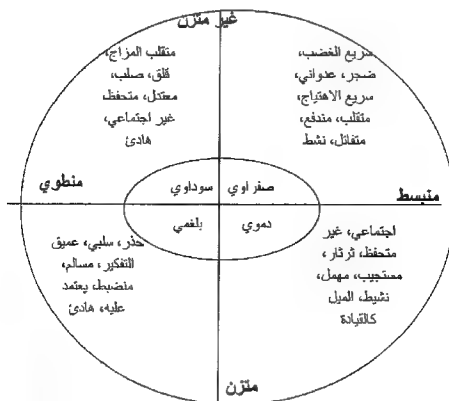 غير متزن
سريع الغضب،
ضجر، عدواني،
سريع الاهتياج،
متقلب، مندفع،
متفائل، نشط
متقلب المزاج،
قلق، صلب،
معتدل، متحفظ،
غير اجتماعي،
هادئ
منبسط
منطوي
صفراوي
سوداوي
دموي
بلغمي
اجتماعي، غير
متحفظ، ثرثار،
مستجيب، مهمل،
نشيط، الميل
كالقيادة
حذر، سلبي، عميق
التفكير، مسالم،
منضبط، يعتمد
عليه، هادئ
متزن